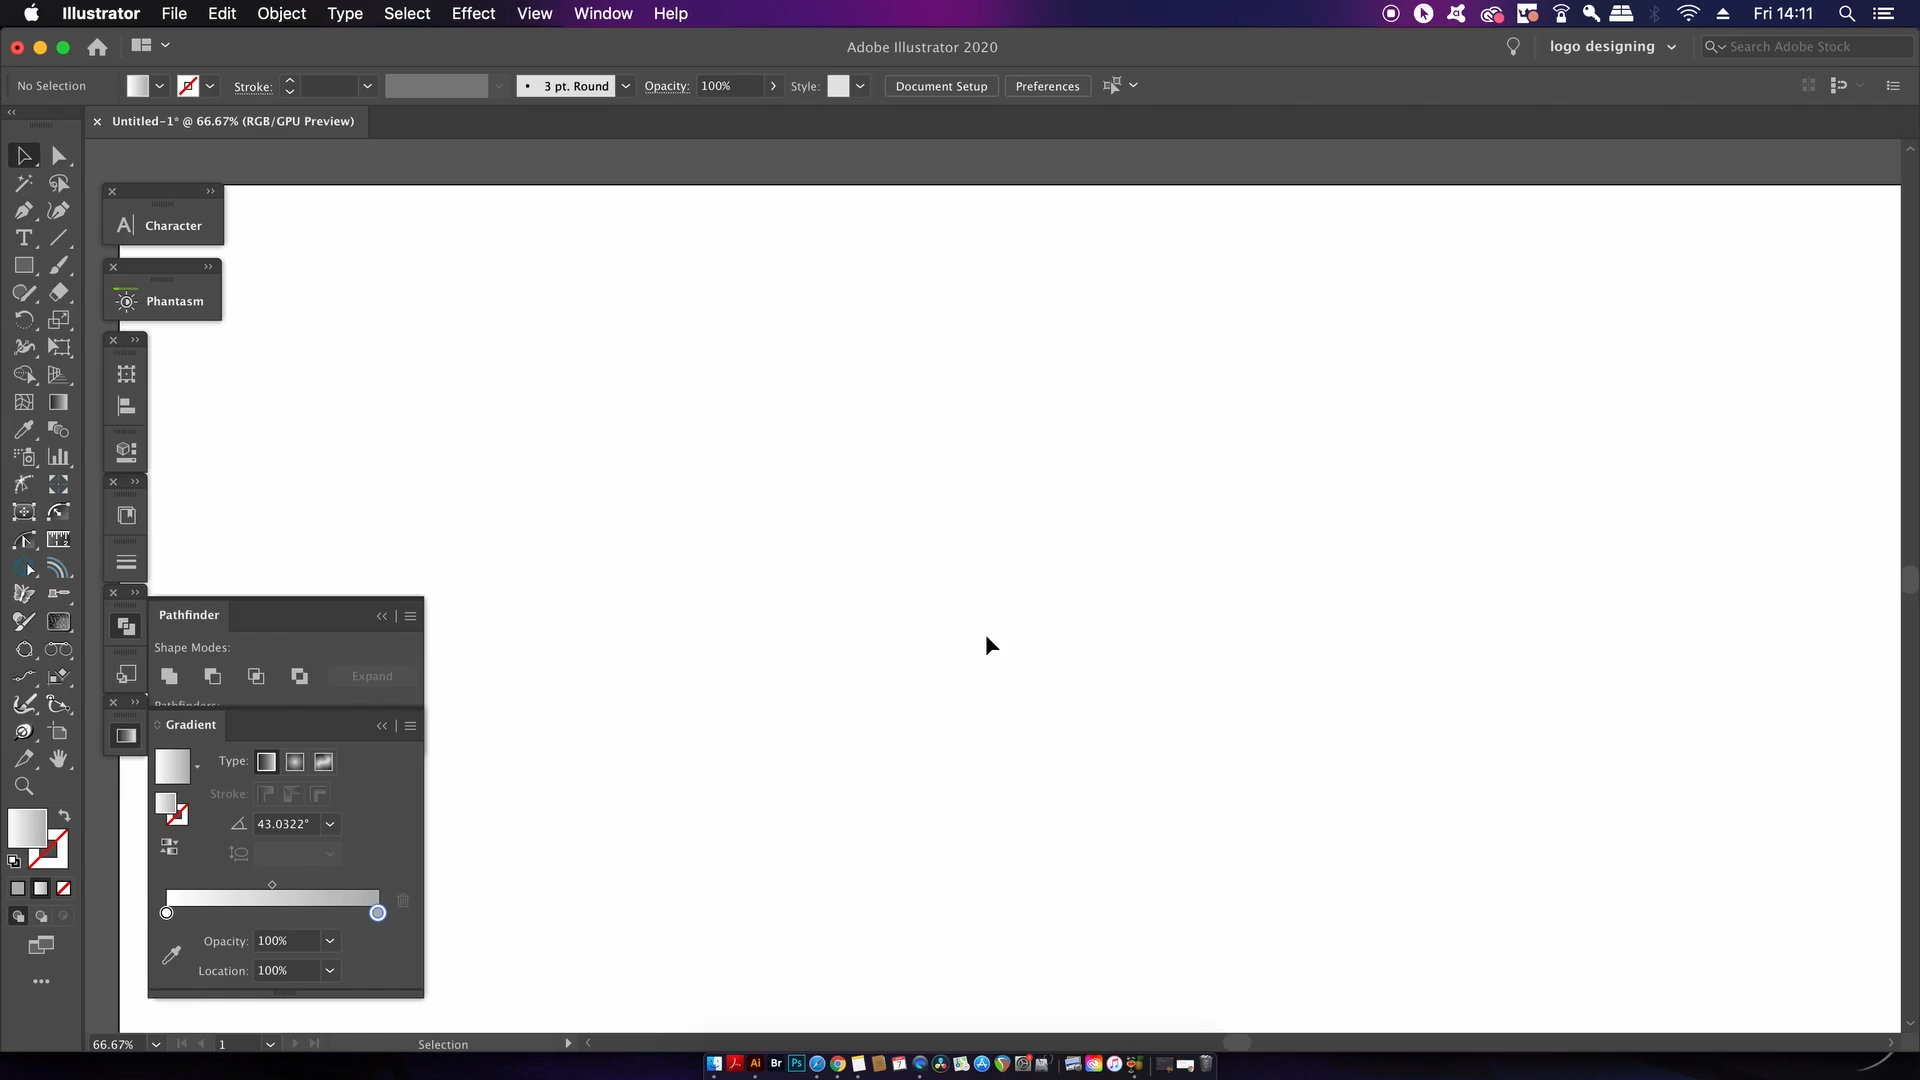 Illustrator File Edit Object Type Select Effect View Window Help Fri 14:11
Adobe Illustrator 2020 logo designing Search Adobe Stock
No Selection Stroke: 3 pt. Round Opacity: 100% Style: Document Setup Preferences
Untitled-1* @ 66.67% (RGB/GPU Preview)
Character
Phantasm
Pathfinder
Shape Modes:
Expand
Pathfinders:
Gradient
Type:
Stroke:
43.0322°
Opacity: 100%
Location: 100%
66.67% 1 Selection
Ai Br Ps